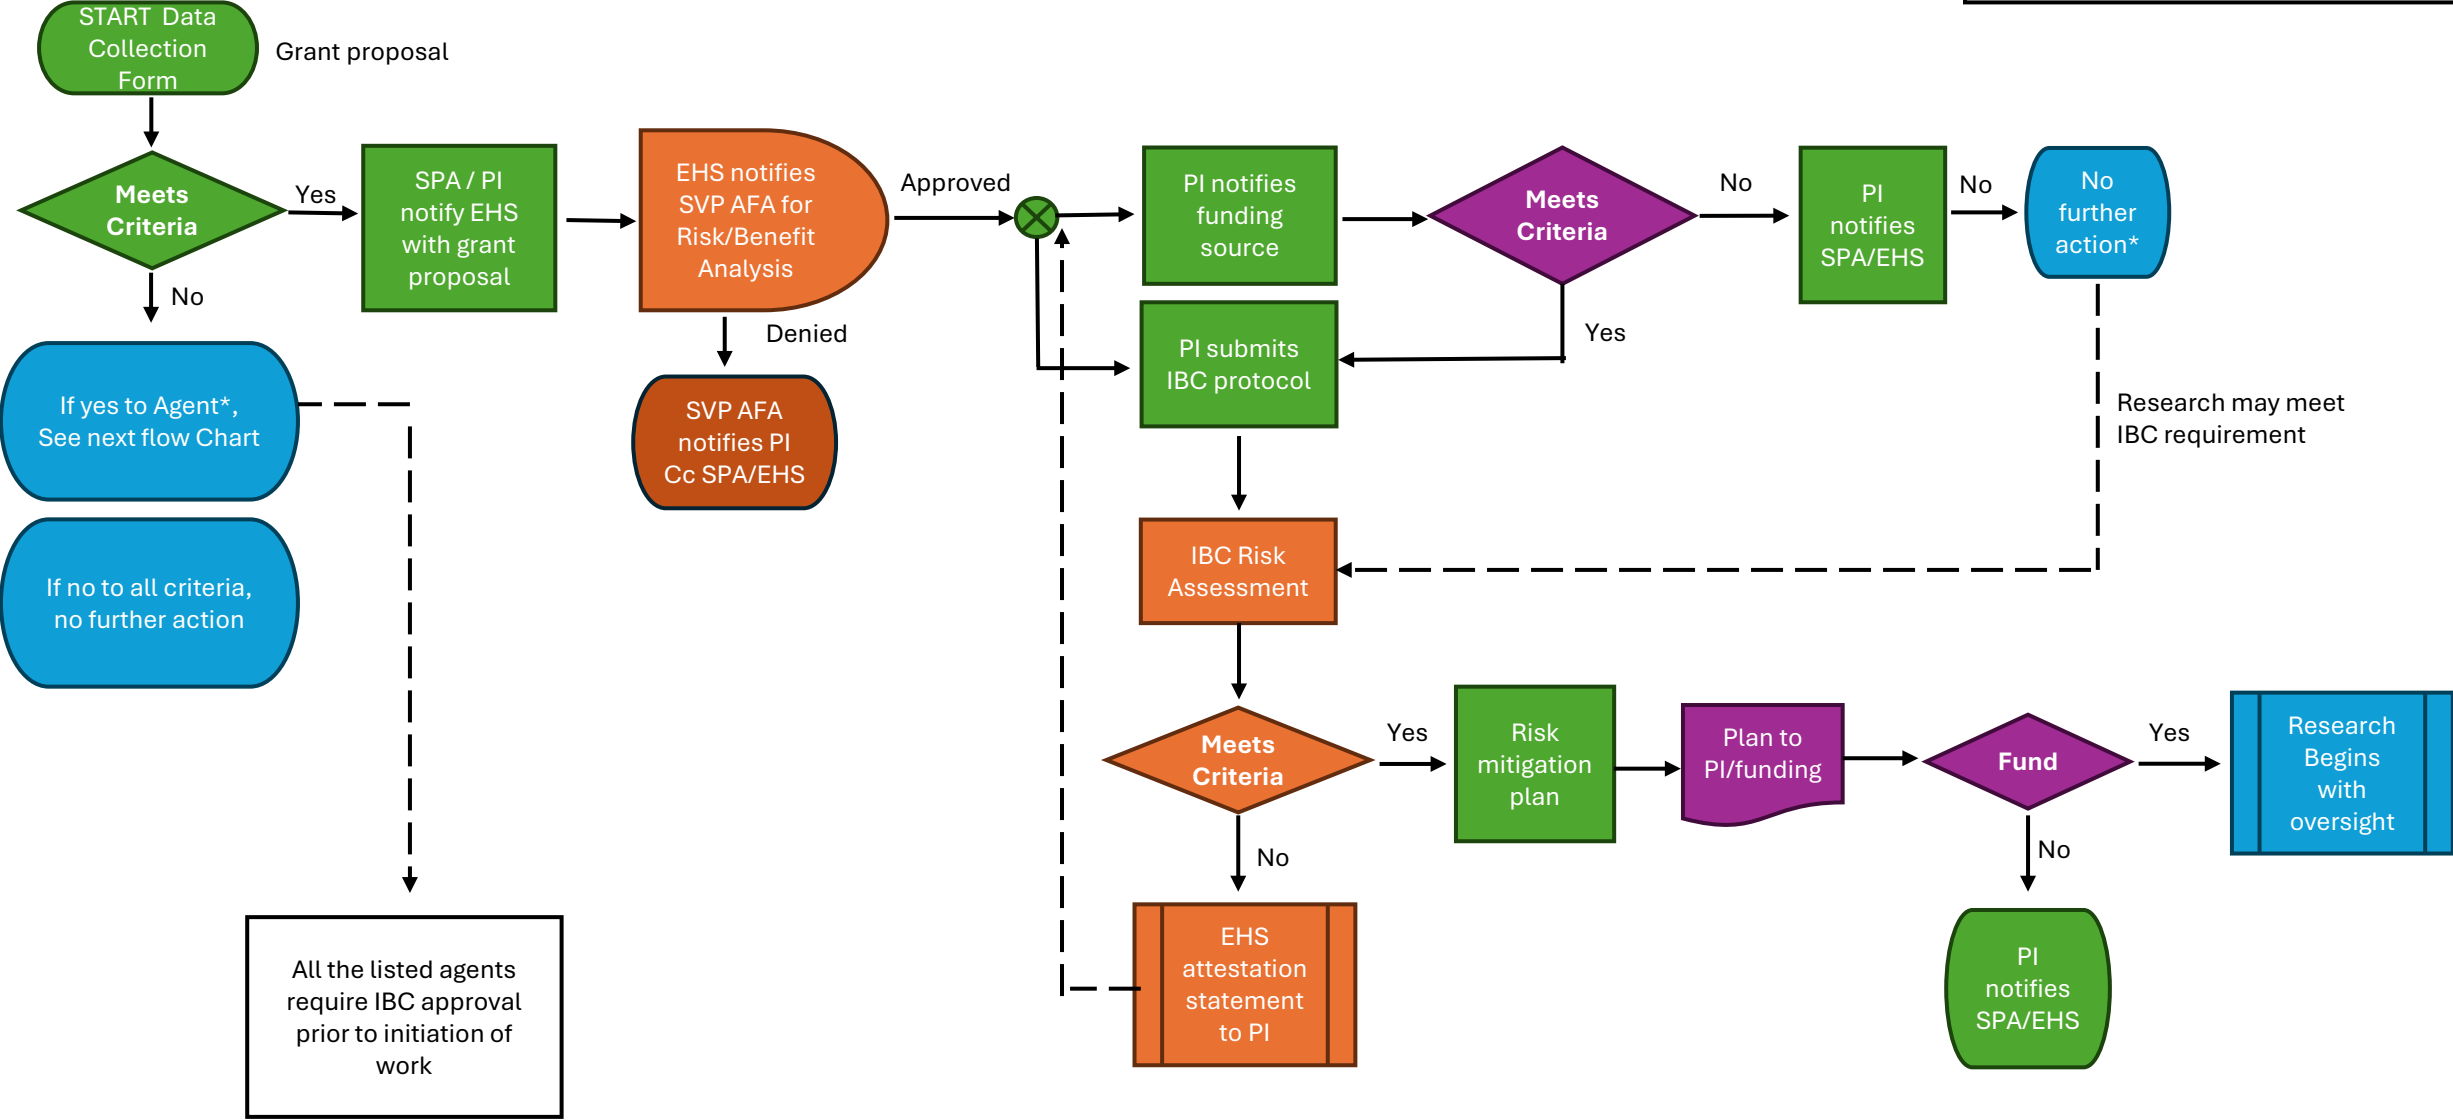 START  Data
Collection
Form
Grant proposal
Meets
Criteria
Yes
No
SPA / PI
notify EHS
with grant
proposal
EHS notifies
SVP AFA for
Risk/Benefit
Analysis
Approved
Denied
SVP AFA
notifies PI
Cc SPA/EHS
If yes to Agent*,
See next flow Chart
If no to all criteria,
no further action
All the listed agents
require IBC approval
prior to initiation of
work
PI notifies
funding
source
Meets
Criteria
No
PI
notifies
SPA/EHS
No
No
further
action*
Yes
PI submits
IBC protocol
Research may meet
IBC requirement
IBC Risk
Assessment
Meets
Criteria
Yes
Risk
mitigation
plan
Plan to
PI/funding
Fund
Yes
Research
Begins
with
oversight
No
EHS
attestation
statement
to PI
No
PI
notifies
SPA/EHS